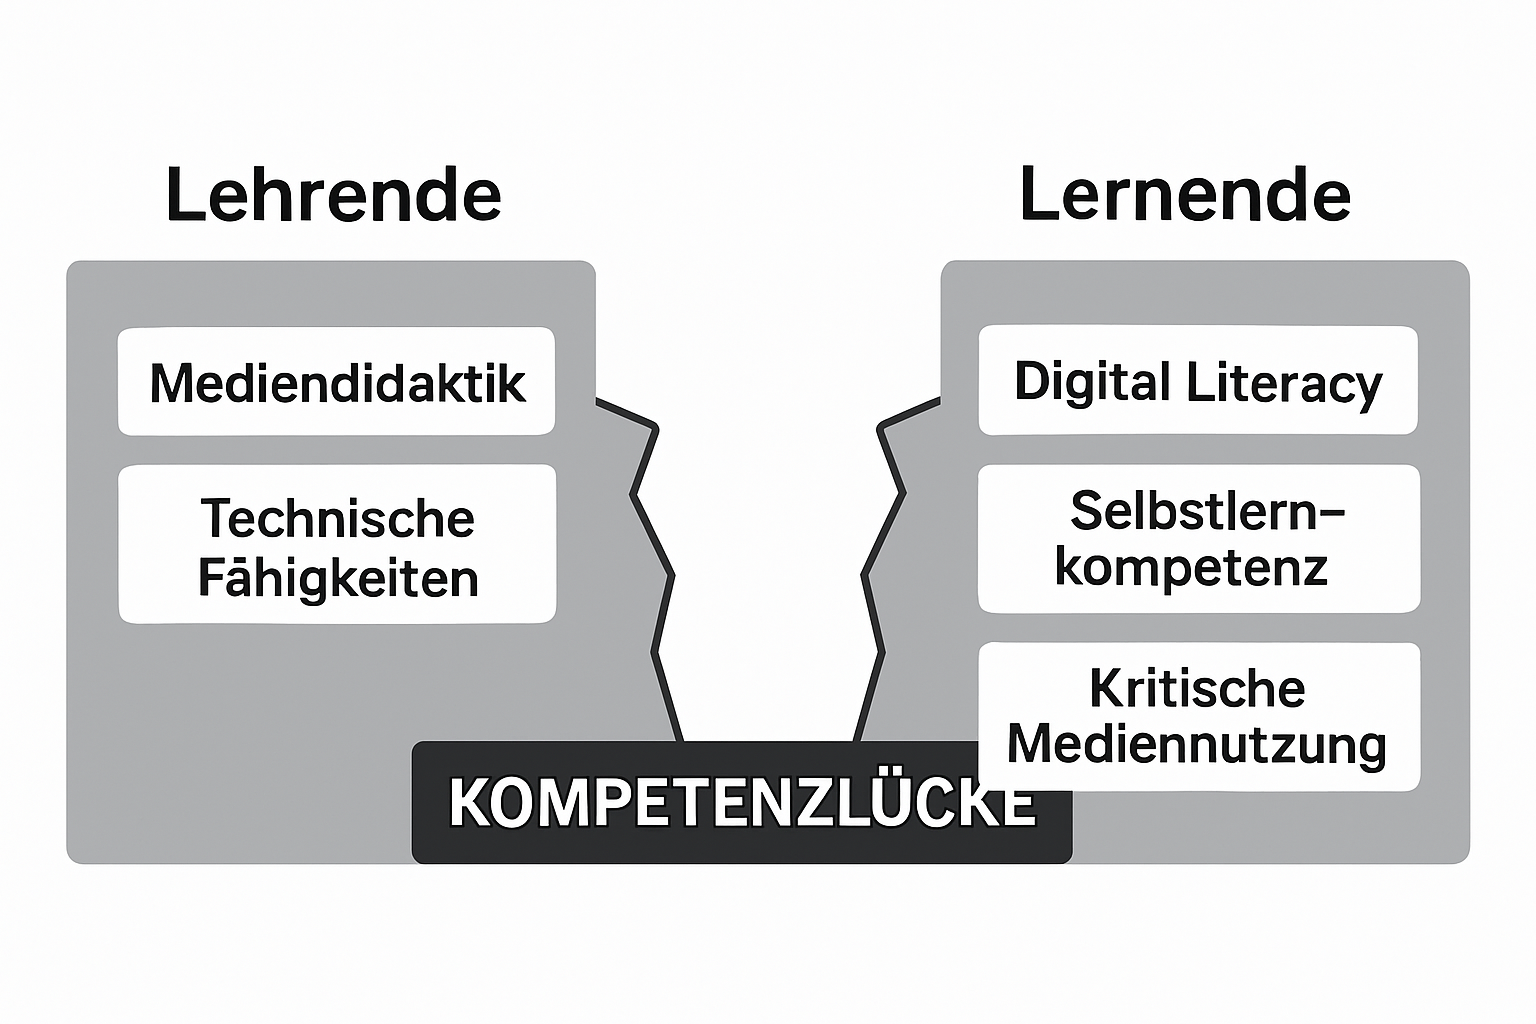 Lehrende
Mediendidaktik
Technische
Fähigkeiten
Lernende
Digital Literacy
Selbstlern–
kompetenz
Kritische
Mediennutzung
KOMPETENZLÜCKE